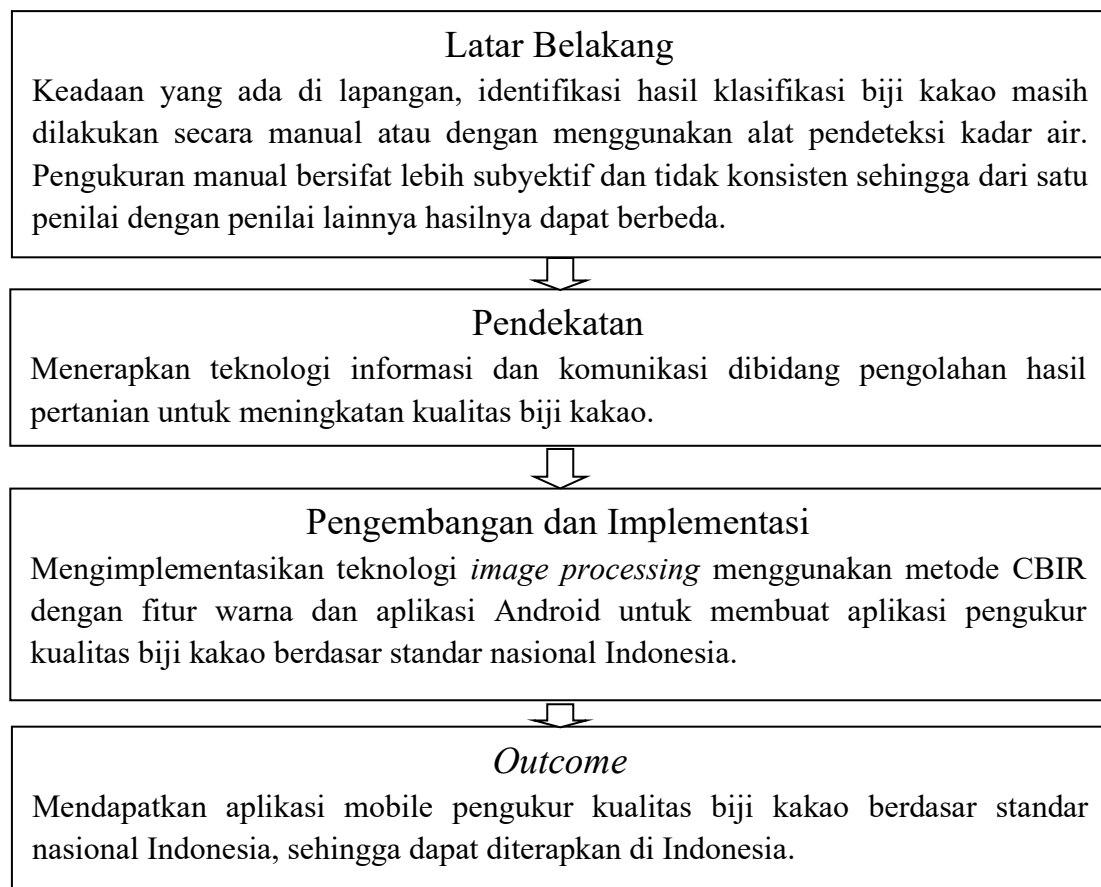 Latar Belakang
Keadaan yang ada di lapangan, identifikasi hasil klasifikasi biji kakao masih
dilakukan secara manual atau dengan menggunakan alat pendeteksi kadar air.
Pengukuran manual bersifat lebih subyektif dan tidak konsisten sehingga dari satu
penilai dengan penilai lainnya hasilnya dapat berbeda.
Pendekatan
Menerapkan teknologi informasi dan komunikasi dibidang pengolahan hasil
pertanian untuk meningkatan kualitas biji kakao.
Pengembangan dan Implementasi
Mengimplementasikan teknologi image processing menggunakan metode CBIR
dengan fitur warna dan aplikasi Android untuk membuat aplikasi pengukur
kualitas biji kakao berdasar standar nasional Indonesia.
Outcome
Mendapatkan aplikasi mobile pengukur kualitas biji kakao berdasar standar
nasional Indonesia, sehingga dapat diterapkan di Indonesia.